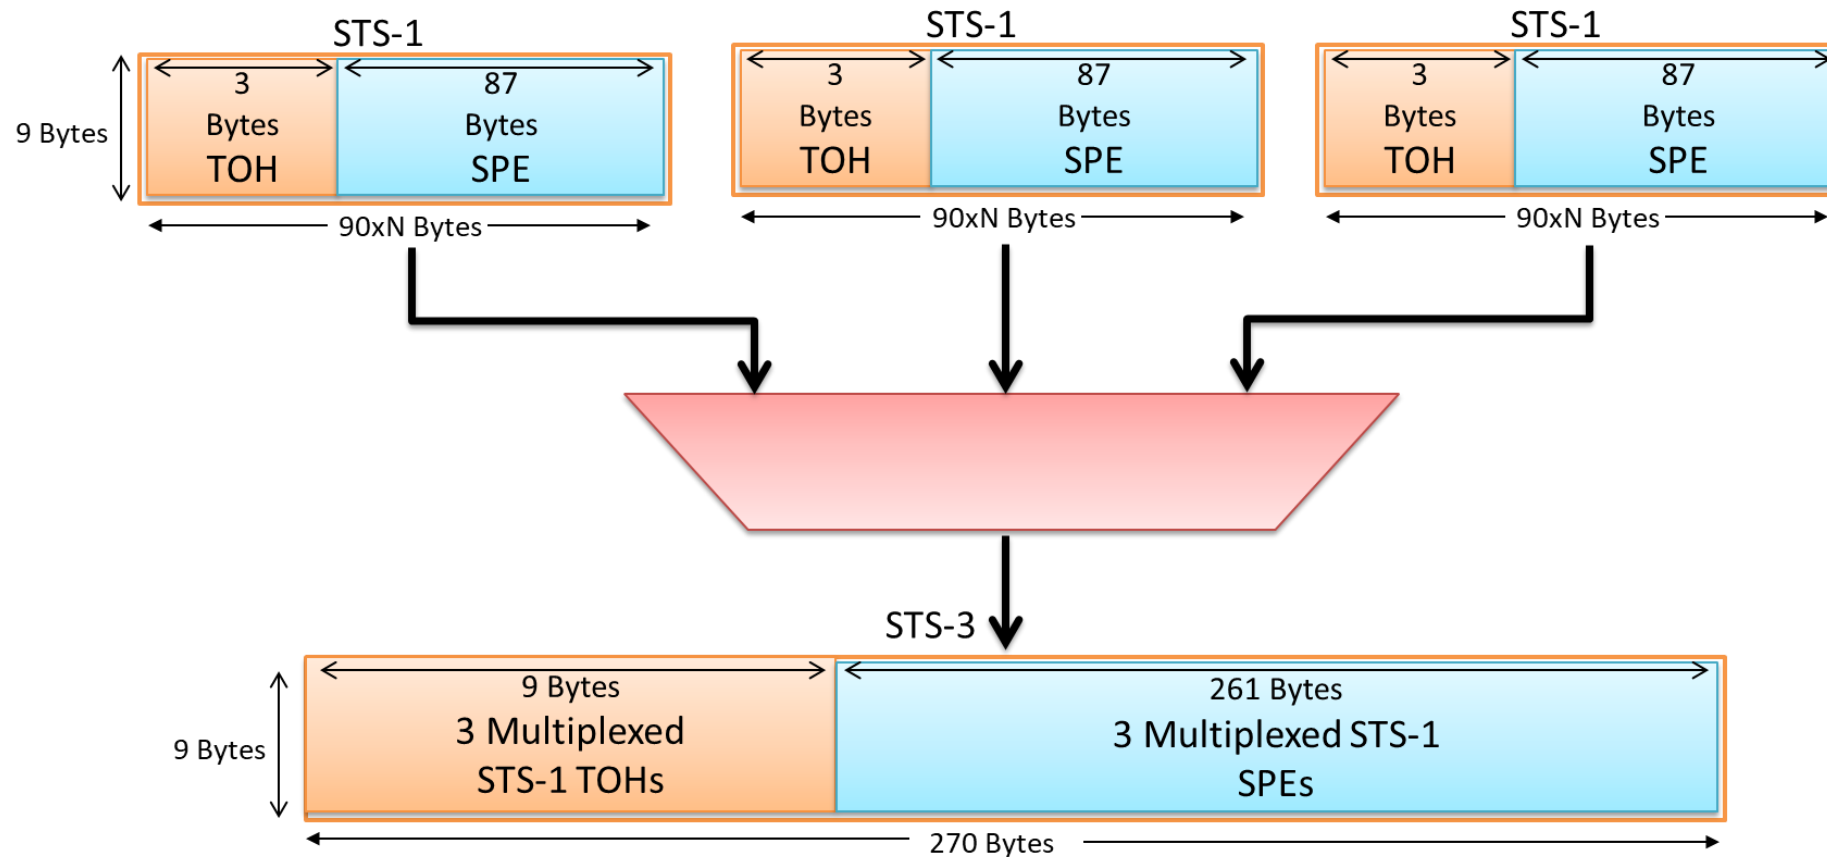 STS-1
3
Bytes
TOH
87
Bytes
SPE
9 Bytes
90xN Bytes
STS-1
3
Bytes
TOH
87
Bytes
SPE
90xN Bytes
STS-1
3
Bytes
TOH
87
Bytes
SPE
90xN Bytes
STS-3
9 Bytes
9 Bytes
3 Multiplexed
STS-1 TOHs
261 Bytes
3 Multiplexed STS-1
SPEs
270 Bytes